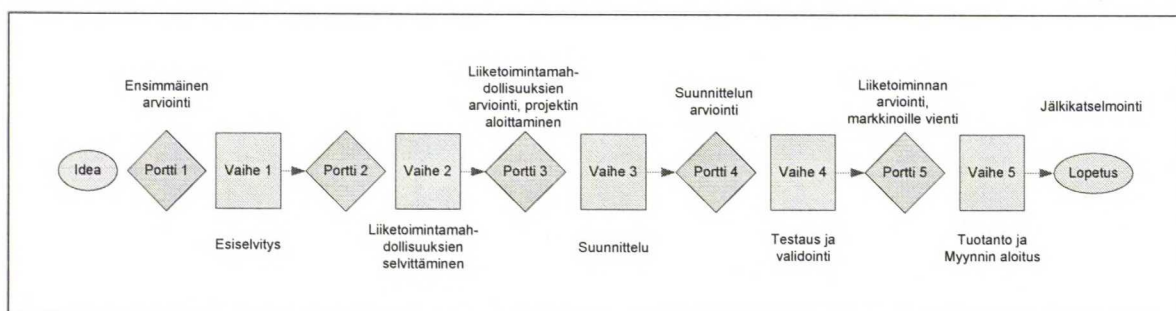 Ensimmäinen
arviointi
Liiketoimintamah-
dollisuuksien
arviointi, projektin
aloittaminen
Suunnittelun
arviointi
Liiketoiminnan
arviointi,
markkinoille vienti
Jälkikatselmointi
Idea
Portti 1
Vaihe 1
Portti 2
Vaihe 2
Portti 3
Vaihe 3
Portti 4
Vaihe 4
Portti 5
Vaihe 5
Lopetus
Esiselvitys
Liiketoimintamah-
dollisuuksien
selvittäminen
Suunnittelu
Testaus ja
validointi
Tuotanto ja
Myynnin aloitus